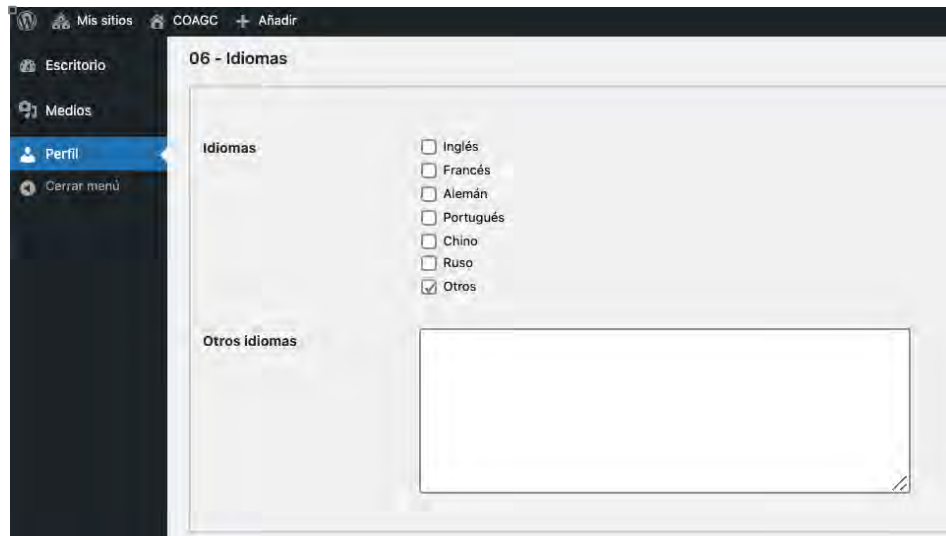 Mis sitios COAGC + Añadir
Escritorio
Medios
Perfil
Cerrar menú
06 - Idiomas
Idiomas
Inglés
Francés
Alemán
Portugués
Chino
Ruso
Otros
Otros idiomas